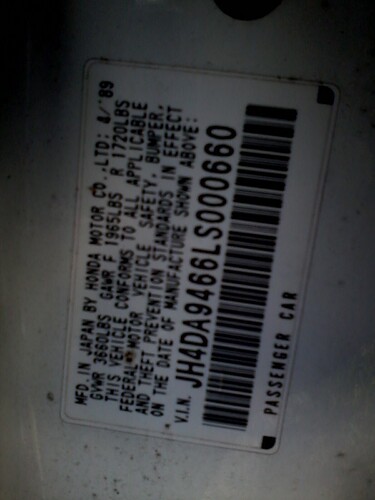 MFD. IN JAPAN BY HONDA MOTOR CO., LTD: 4/'89
GVWR 3660LBS GAWR F 1965LBS R 1720LBS
THIS VEHICLE CONFORMS TO ALL APPLICABLE
FEDERAL MOTOR VEHICLE SAFETY, BUMPER,
AND THEFT PREVENTION STANDARDS IN EFFECT
ON THE DATE OF MANUFACTURE SHOWN ABOVE:
V.I.N. JH4DA9466LS000660
PASSENGER CAR